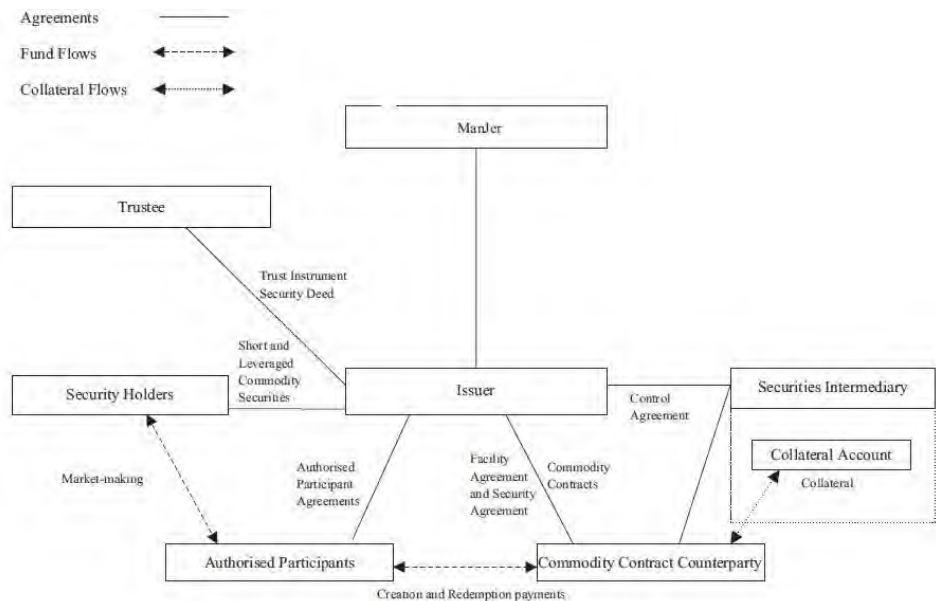 Agreements
Fund Flows
Collateral Flows
ManJer
Trustee
Trust Instrument
Security Deed
Short and
Leveraged
Commodity
Securities
Security Holders
Issuer
Securities Intermediary
Control
Agreement
Collateral Account
Collateral
Market-making
Authorised
Participant
Agreements
Facility
Agreement
and Security
Agreement
Commodity
Contracts
Authorised Participants
Commodity Contract Counterparty
Creation and Redemption payments